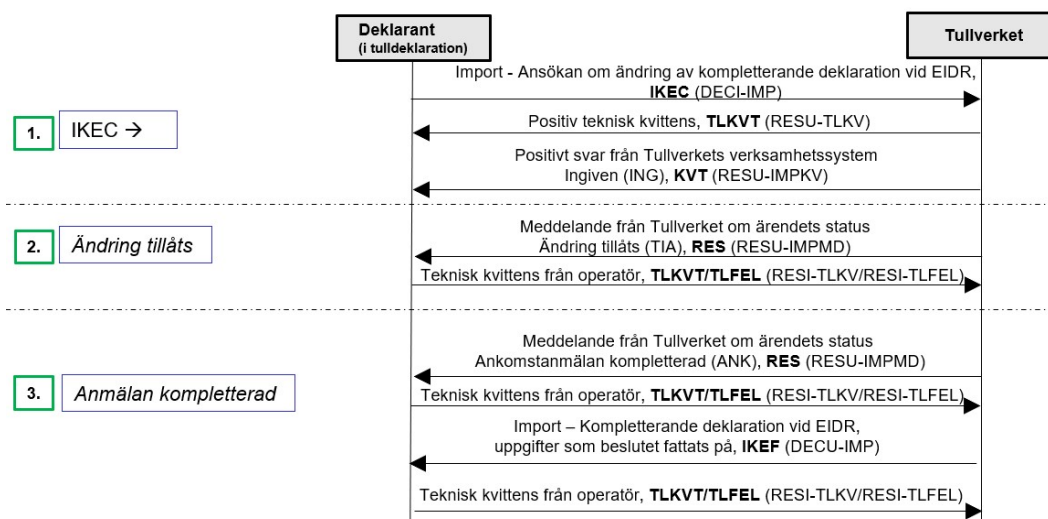 Deklarant
(i tulldeklaration)
Tullverket
Import - Ansökan om ändring av kompletterande deklaration vid EIDR,
IKEC (DECI-IMP)
1.
IKEC →
Positiv teknisk kvittens, TLKVT (RESU-TLKV)
Positivt svar från Tullverkets verksamhetssystem
Ingiven (ING), KVT (RESU-IMPKV)
2.
Ändring tillåts
Meddelande från Tullverket om ärendets status
Ändring tillåts (TIA), RES (RESU-IMPMD)
Teknisk kvittens från operatör, TLKVT/TLFEL (RESI-TLKV/RESI-TLFEL)
3.
Anmälan kompletterad
Meddelande från Tullverket om ärendets status
Ankomstanmälan kompletterad (ANK), RES (RESU-IMPMD)
Teknisk kvittens från operatör, TLKVT/TLFEL (RESI-TLKV/RESI-TLFEL)
Import – Kompletterande deklaration vid EIDR,
uppgifter som beslutet fattats på, IKEF (DECU-IMP)
Teknisk kvittens från operatör, TLKVT/TLFEL (RESI-TLKV/RESI-TLFEL)